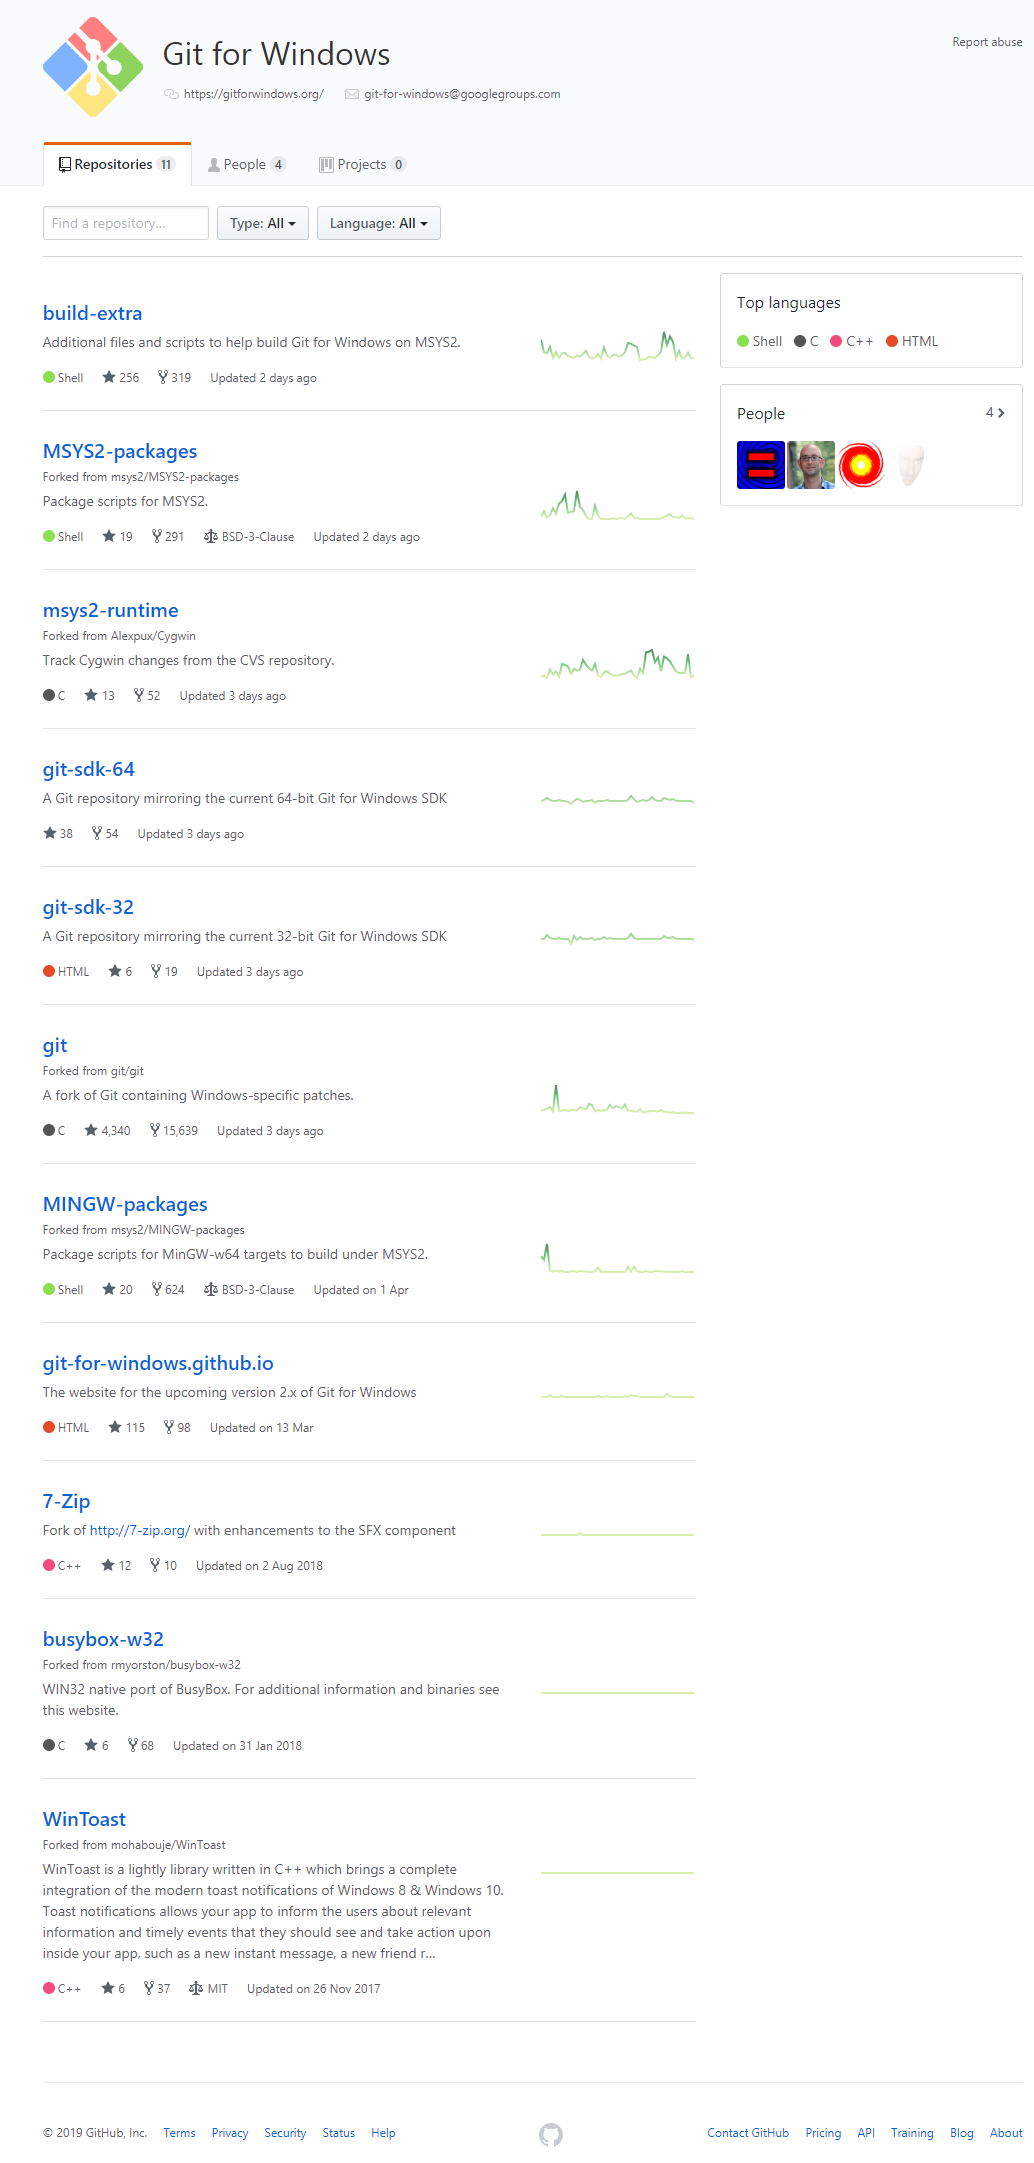 Git for Windows
Report abuse
https://gitforwindows.org/ git-for-windows@googlegroups.com
Repositories 11 People 4 Projects 0
Find a repository... Type: All Language: All
build-extra
Additional files and scripts to help build Git for Windows on MSYS2.
Shell 256 319 Updated 2 days ago
MSYS2-packages
Forked from msys2/MSYS2-packages
Package scripts for MSYS2.
Shell 19 291 BSD-3-Clause Updated 2 days ago
msys2-runtime
Forked from Alexpux/Cygwin
Track Cygwin changes from the CVS repository.
C 13 52 Updated 3 days ago
git-sdk-64
A Git repository mirroring the current 64-bit Git for Windows SDK
38 54 Updated 3 days ago
git-sdk-32
A Git repository mirroring the current 32-bit Git for Windows SDK
HTML 6 19 Updated 3 days ago
git
Forked from git/git
A fork of Git containing Windows-specific patches.
C 4,340 15,639 Updated 3 days ago
MINGW-packages
Forked from msys2/MINGW-packages
Package scripts for MinGW-w64 targets to build under MSYS2.
Shell 20 624 BSD-3-Clause Updated on 1 Apr
git-for-windows.github.io
The website for the upcoming version 2.x of Git for Windows
HTML 115 98 Updated on 13 Mar
7-Zip
Fork of http://7-zip.org/ with enhancements to the SFX component
C++ 12 10 Updated on 2 Aug 2018
busybox-w32
Forked from rmyorston/busybox-w32
WIN32 native port of BusyBox. For additional information and binaries see
this website.
C 6 68 Updated on 31 Jan 2018
WinToast
Forked from mohabouje/WinToast
WinToast is a lightly library written in C++ which brings a complete
integration of the modern toast notifications of Windows 8 & Windows 10.
Toast notifications allows your app to inform the users about relevant
information and timely events that they should see and take action upon
inside your app, such as a new instant message, a new friend r...
C++ 6 37 MIT Updated on 26 Nov 2017
Top languages
Shell C C++ HTML
People 4
© 2019 GitHub, Inc. Terms Privacy Security Status Help Contact GitHub Pricing API Training Blog About